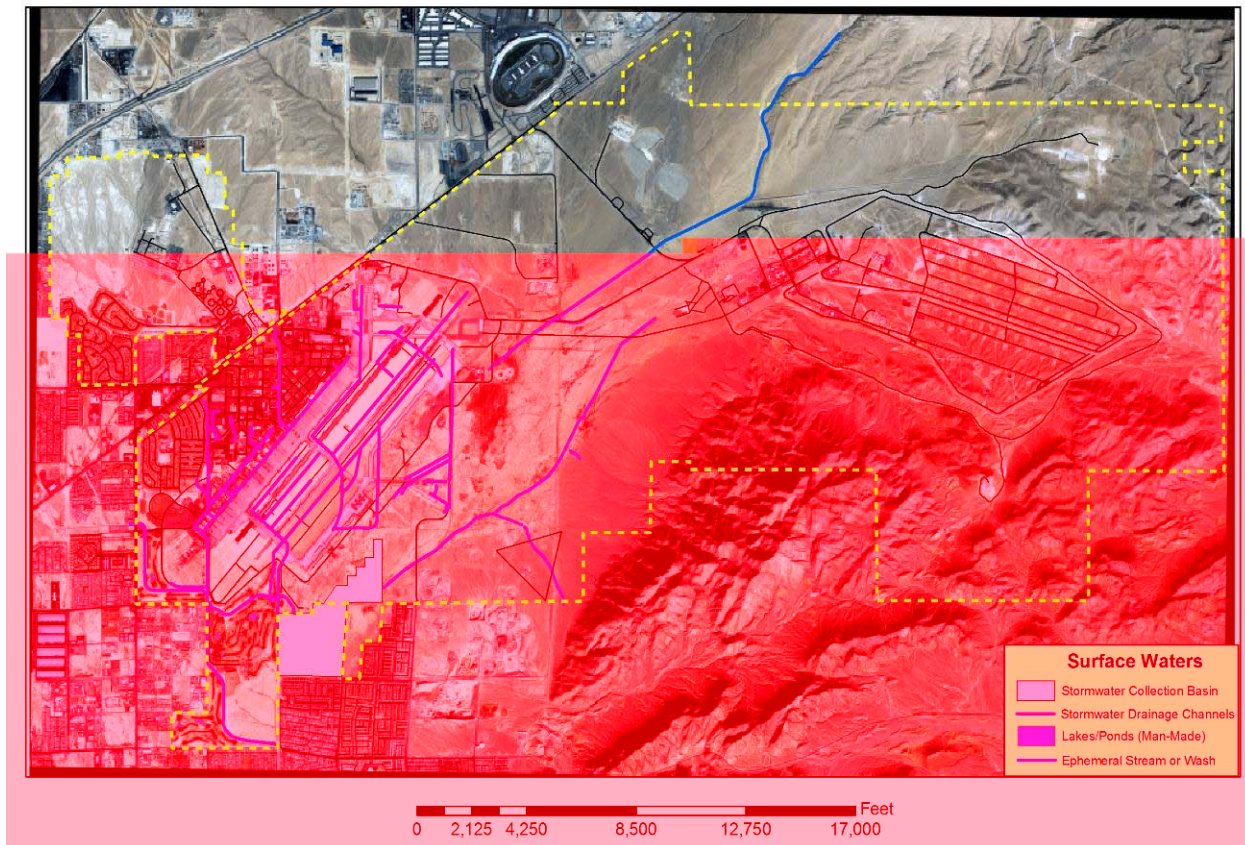 Surface Waters
Stormwater Collection Basin
Stormwater Drainage Channels
Lakes/Ponds (Man-Made)
Ephemeral Stream or Wash
Feet
0 2,125 4,250 8,500 12,750 17,000